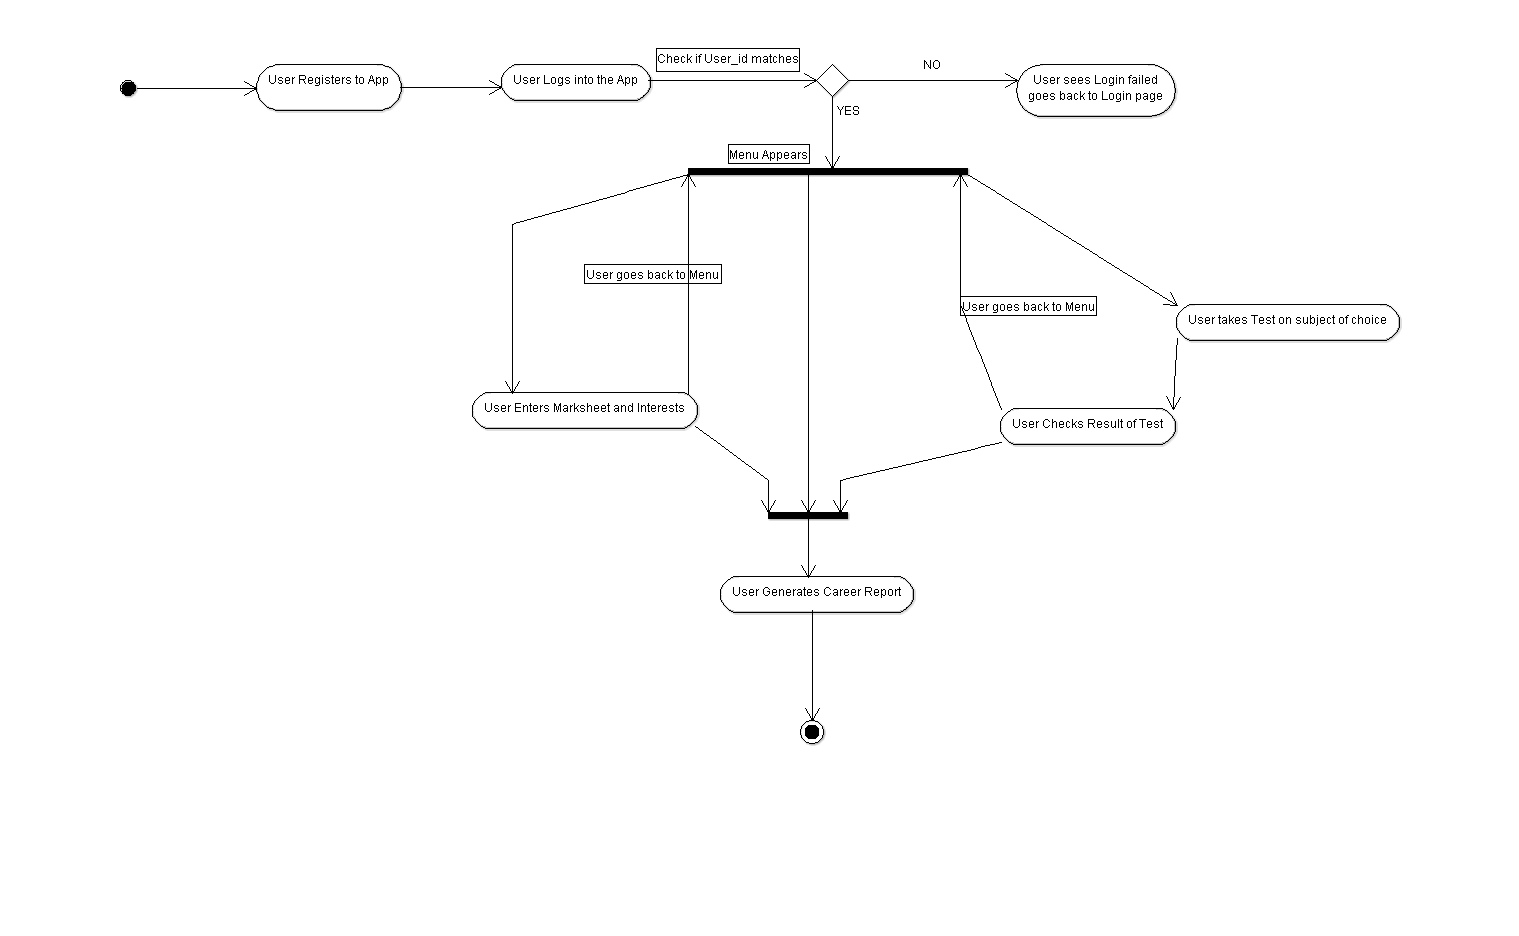 Check if User_id matches
User Registers to App
User Logs into the App
NO
User sees Login failed
goes back to Login page
YES
Menu Appears
User goes back to Menu
User goes back to Menu
User takes Test on subject of choice
User Enters Marksheet and Interests
User Checks Result of Test
User Generates Career Report